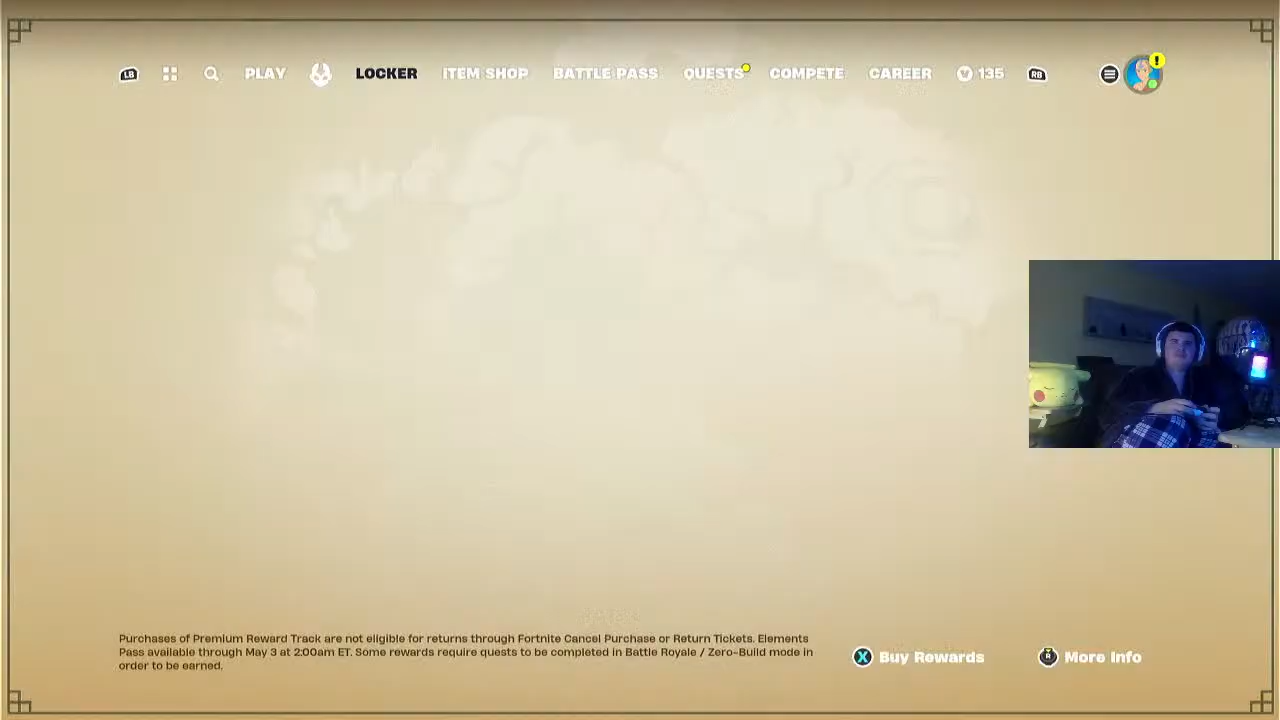 LB PLAY LOCKER ITEM SHOP BATTLE PASS QUESTS COMPETE CAREER V 135 RB !
Purchases of Premium Reward Track are not eligible for returns through Fortnite Cancel Purchase or Return Tickets. Elements
Pass available through May 3 at 2:00am ET. Some rewards require quests to be completed in Battle Royale / Zero-Build mode in
order to be earned.
X Buy Rewards R More Info